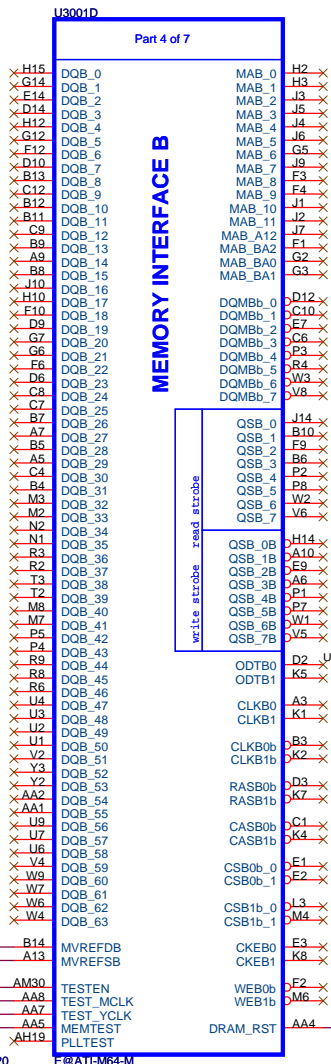 U3001D
Part 4 of 7
MEMORY INTERFACE B
H15 DQB_0
G14 DQB_1
E14 DQB_2
D14 DQB_3
H12 DQB_4
G12 DQB_5
F12 DQB_6
D10 DQB_7
B13 DQB_8
C12 DQB_9
B12 DQB_10
B11 DQB_11
C9 DQB_12
B9 DQB_13
A9 DQB_14
B8 DQB_15
J10 DQB_16
H10 DQB_17
F10 DQB_18
D9 DQB_19
G7 DQB_20
G6 DQB_21
F6 DQB_22
D6 DQB_23
C8 DQB_24
C7 DQB_25
B7 DQB_26
A7 DQB_27
B5 DQB_28
A5 DQB_29
C4 DQB_30
B4 DQB_31
M3 DQB_32
M2 DQB_33
N2 DQB_34
N1 DQB_35
R3 DQB_36
R2 DQB_37
T3 DQB_38
T2 DQB_39
M8 DQB_40
M7 DQB_41
P5 DQB_42
P4 DQB_43
R9 DQB_44
R8 DQB_45
R6 DQB_46
U4 DQB_47
U3 DQB_48
U2 DQB_49
U1 DQB_50
V2 DQB_51
Y3 DQB_52
Y2 DQB_53
AA2 DQB_54
AA1 DQB_55
U9 DQB_56
U7 DQB_57
U6 DQB_58
V4 DQB_59
W9 DQB_60
W7 DQB_61
W6 DQB_62
W4 DQB_63
B14 MVREFDB
A13 MVREFSB
AM30 TESTEN
AA8 TEST_MCLK
AA7 TEST_YCLK
AA5 MEMTEST
AH19 PLLTEST
MAB_0 H2
MAB_1 H3
MAB_2 J3
MAB_3 J5
MAB_4 J4
MAB_5 J6
MAB_6 G5
MAB_7 J9
MAB_8 F3
MAB_9 F4
MAB_10 J1
MAB_11 J2
MAB_A12 J7
MAB_BA2 F1
MAB_BA0 G2
MAB_BA1 G3
DQMBb_0 D12
DQMBb_1 C10
DQMBb_2 E7
DQMBb_3 C6
DQMBb_4 P3
DQMBb_5 R4
DQMBb_6 W3
DQMBb_7 V8
read strobe
QSB_0 J14
QSB_1 B10
QSB_2 F9
QSB_3 B6
QSB_4 P2
QSB_5 P8
QSB_6 W2
QSB_7 V6
write strobe
QSB_0B H14
QSB_1B A10
QSB_2B E9
QSB_3B A6
QSB_4B P1
QSB_5B P7
QSB_6B W1
QSB_7B V5
ODTB0 D2
U
ODTB1 K5
CLKB0 A3
CLKB1 K1
CLKB0b B3
CLKB1b K2
RASB0b D3
RASB1b K7
CASB0b C1
CASB1b K4
CSB0b_0 E1
CSB0b_1 E2
CSB1b_0 L3
CSB1b_1 M4
CKEB0 E3
CKEB1 K8
WEB0b F2
WEB1b M6
DRAM_RST AA4
20
E@ATI-M64-M